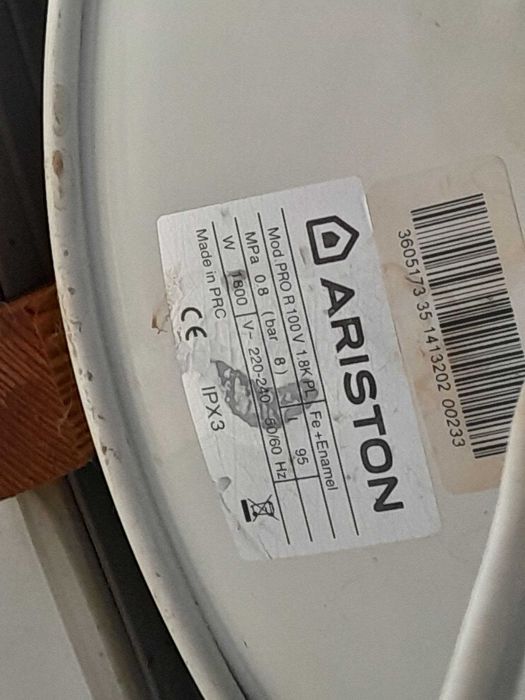 ARISTON
Mod PRO R 100 V 1.8K PL Fe+Enamel
MPa 0.8 (bar 8) L 95
W 1800 V~ 220-240 50/60 Hz
Made in PRC
CE IPX3
3605173 35 1413202 00233